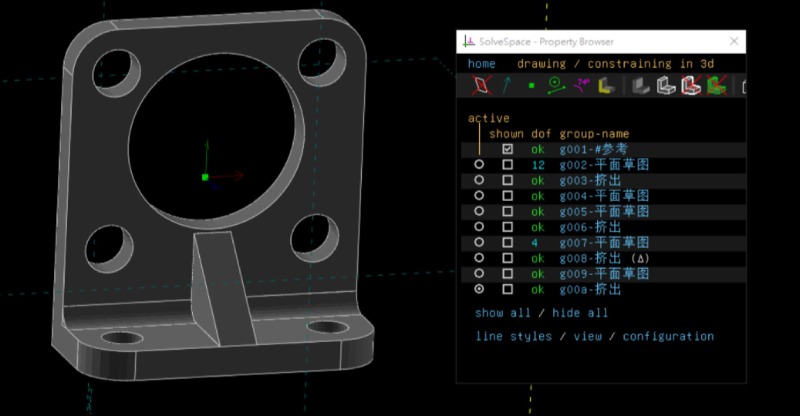 SolveSpace - Property Browser
home drawing / constraining in 3d
active
shown dof group-name
ok g001-#参考
12 g002-平面草图
ok g003-挤出
ok g004-平面草图
ok g005-平面草图
ok g006-挤出
4 g007-平面草图
ok g008-挤出 (Δ)
ok g009-平面草图
ok g00a-挤出
show all / hide all
line styles / view / configuration